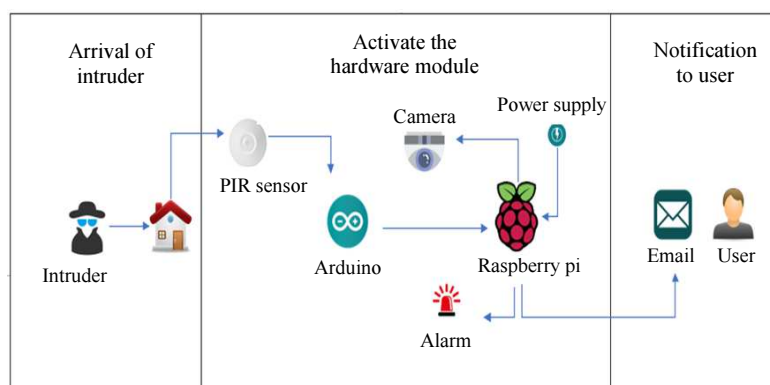 Arrival of
intruder
Activate the
hardware module
Notification
to user
Camera
Power supply
PIR sensor
Intruder
Arduino
Raspberry pi
Email
User
Alarm